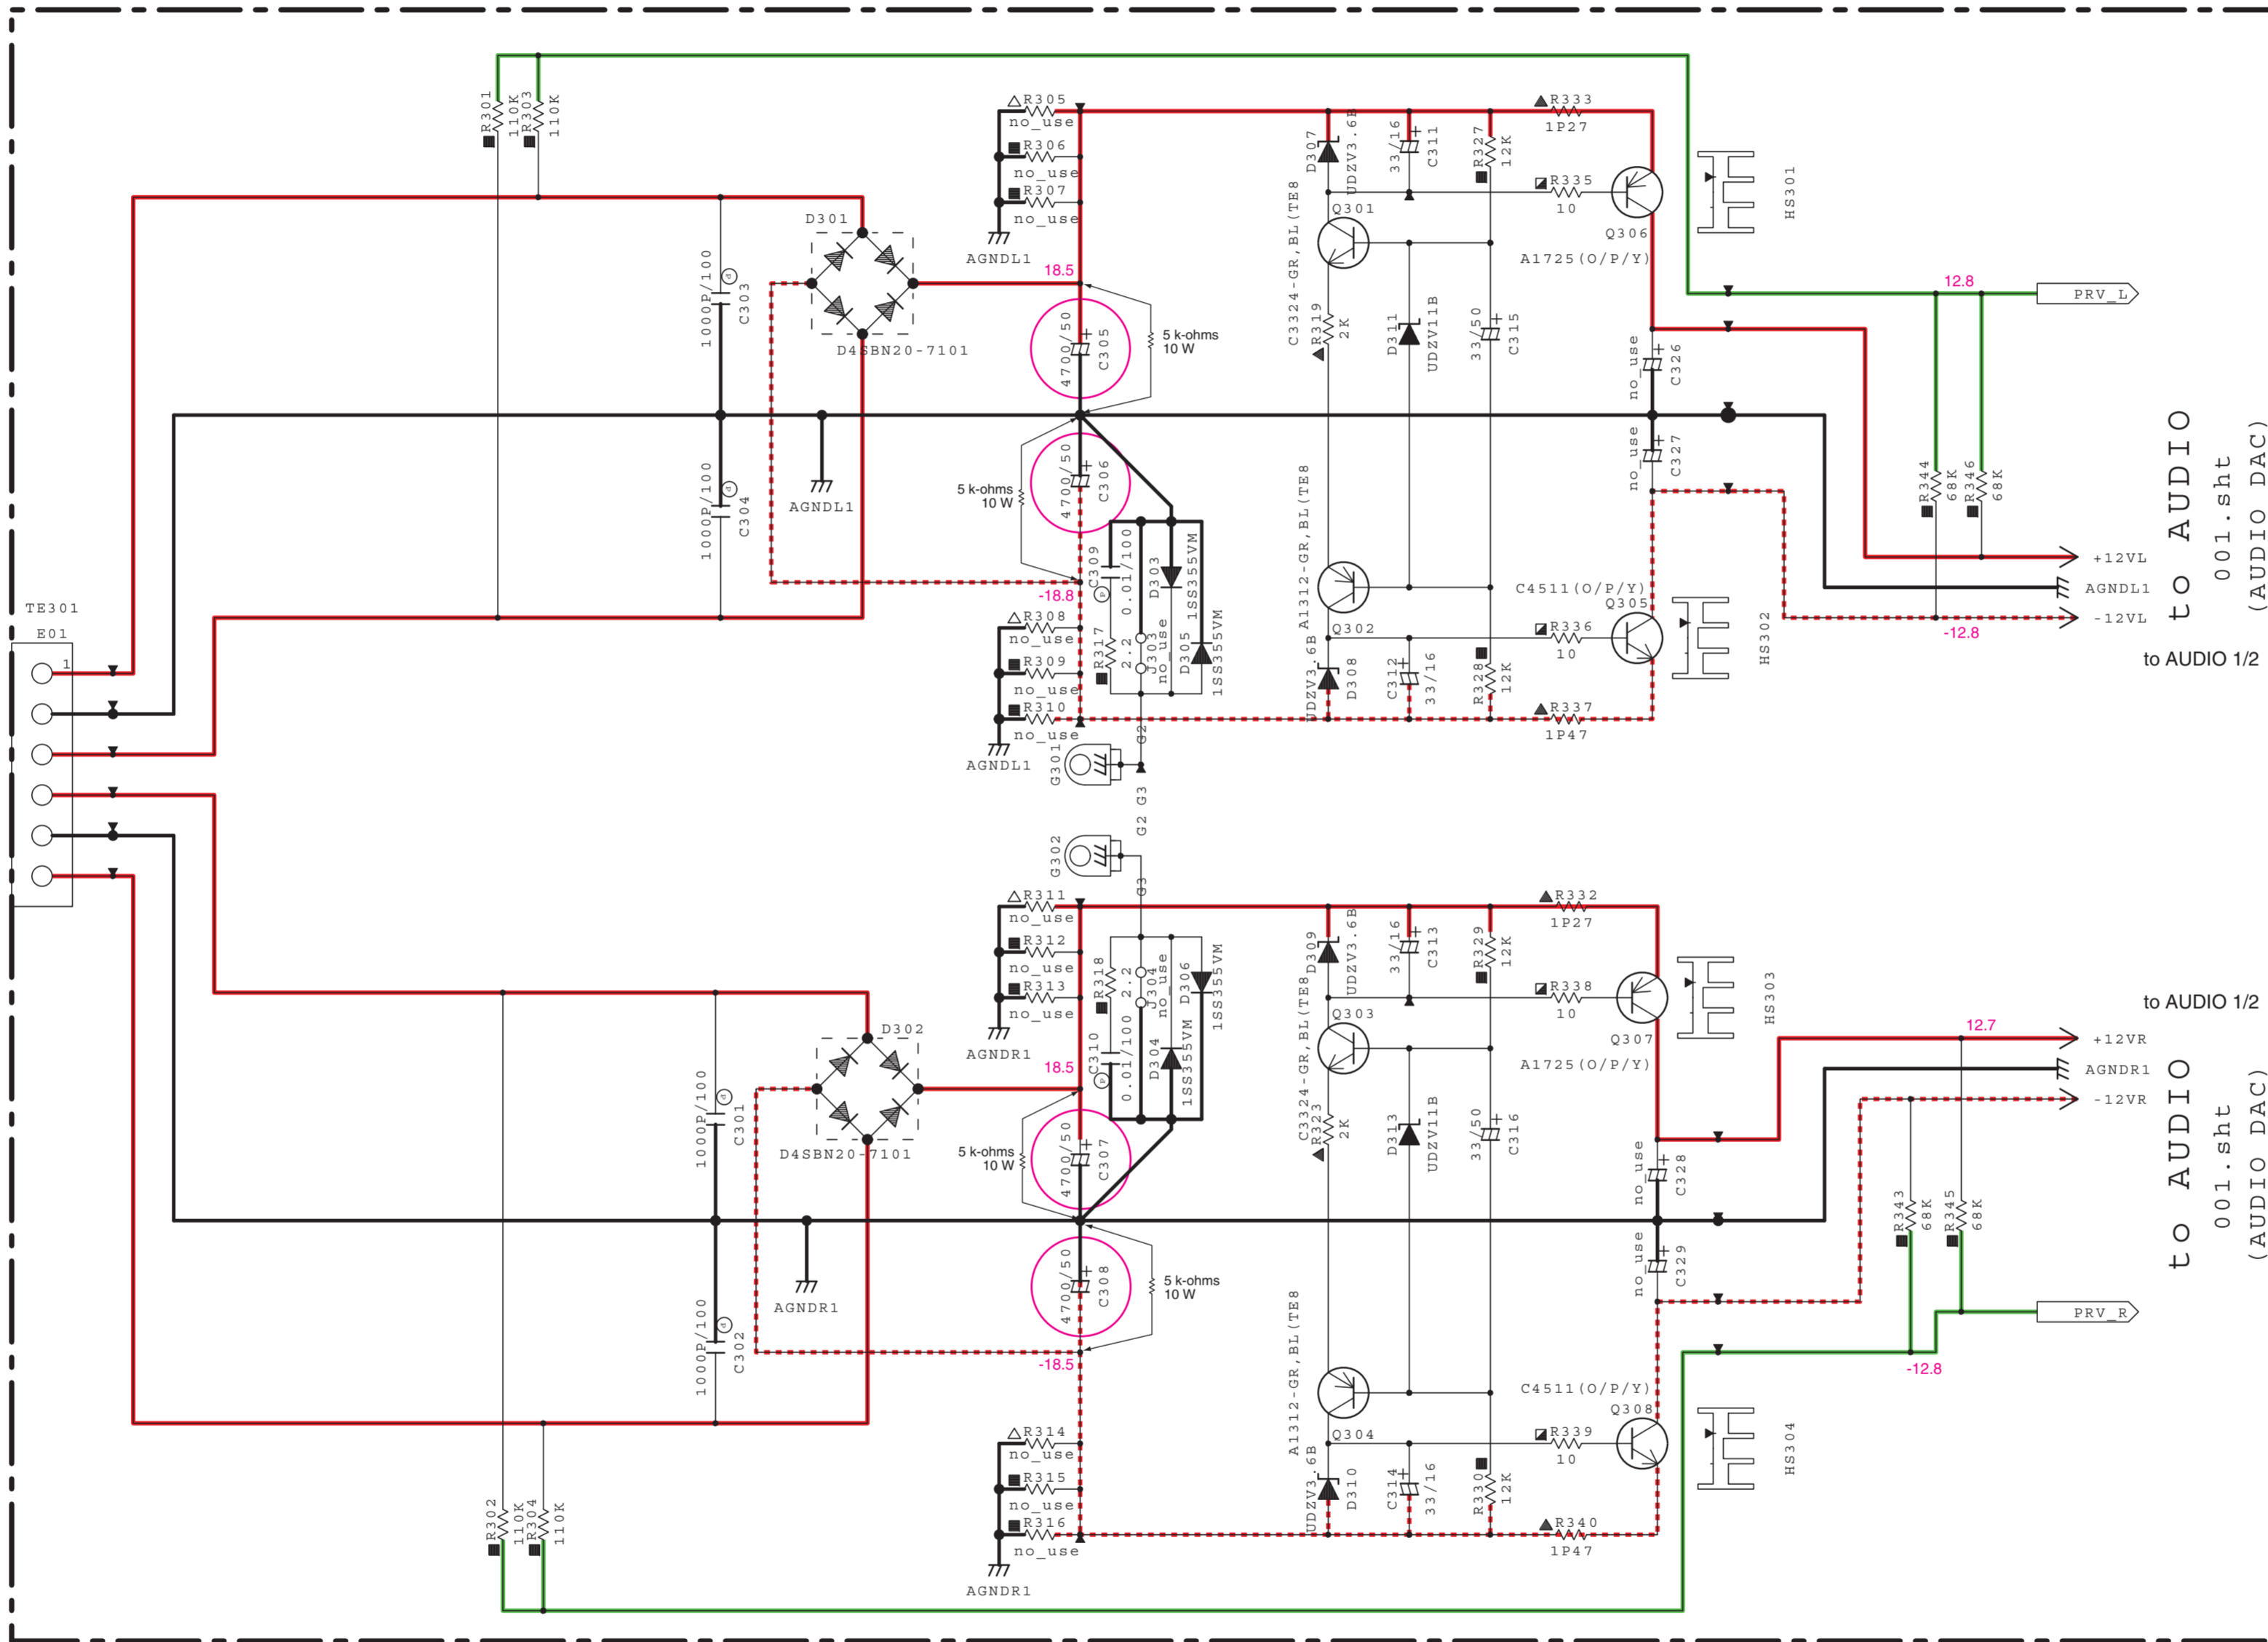 R301
110K
R303
110K
R305
no_use
R306
no_use
R307
no_use
AGNDL1
D301
D4SBN20-7101
1000P/100
C303
P
1000P/100
C304
P
AGNDL1
18.5
4700/50
C305
5 k-ohms
10 W
4700/50
C306
5 k-ohms
10 W
-18.8
C309
P
0.01/100
D303
1SS355VM
R317
2.2
J303
no_use
D305
1SS355VM
R308
no_use
R309
no_use
R310
no_use
AGNDL1
G301
G2
G2 G3
G302
G3
D307
UDZV3.6B
33/16
C311
R327
12K
R333
1P27
R335
10
Q306
A1725(O/P/Y)
HS301
C3324-GR,BL(TE8
Q301
R319
2K
D311
UDZV11B
33/50
C315
A1312-GR,BL(TE8
Q302
UDZV3.6B
D308
C312
33/16
R328
12K
C4511(O/P/Y)
Q305
R336
10
R337
1P47
HS302
no_use
C326
no_use
C327
12.8
PRV_L
R344
68K
R346
68K
+12VL
AGNDL1
-12VL
-12.8
to AUDIO
001.sht
(AUDIO DAC)
to AUDIO 1/2
TE301
E01
1
R311
no_use
R312
no_use
R313
no_use
AGNDR1
D302
D4SBN20-7101
1000P/100
C301
P
1000P/100
C302
P
AGNDR1
18.5
R318
2.2
J304
no_use
D306
1SS355VM
C310
P
0.01/100
D304
1SS355VM
4700/50
C307
5 k-ohms
10 W
4700/50
C308
5 k-ohms
10 W
-18.5
R314
no_use
R315
no_use
R316
no_use
AGNDR1
R302
110K
R304
110K
D309
UDZV3.6B
33/16
C313
R329
12K
R332
1P27
R338
10
Q307
A1725(O/P/Y)
HS303
C3324-GR,BL(TE8
Q303
R323
2K
D313
UDZV11B
33/50
C316
A1312-GR,BL(TE8
Q304
UDZV3.6B
D310
C314
33/16
R330
12K
C4511(O/P/Y)
Q308
R339
10
R340
1P47
HS304
no_use
C328
no_use
C329
to AUDIO 1/2
12.7
+12VR
AGNDR1
-12VR
R343
68K
R345
68K
PRV_R
-12.8
to AUDIO
001.sht
(AUDIO DAC)